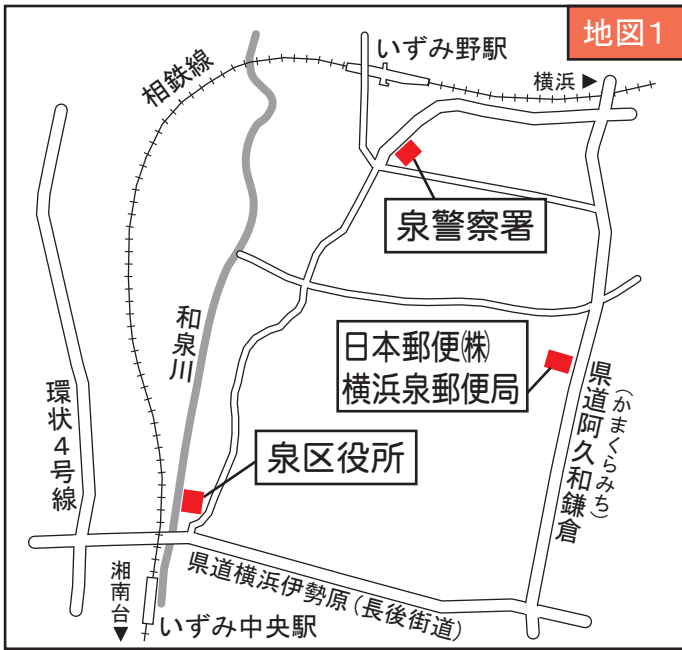 地図1
いずみ野駅
横浜▶
相鉄線
泉警察署
和泉川
日本郵便㈱
横浜泉郵便局
環状4号線
泉区役所
県道阿久和鎌倉
(かまくらみち)
県道横浜伊勢原(長後街道)
湘南台▼
いずみ中央駅